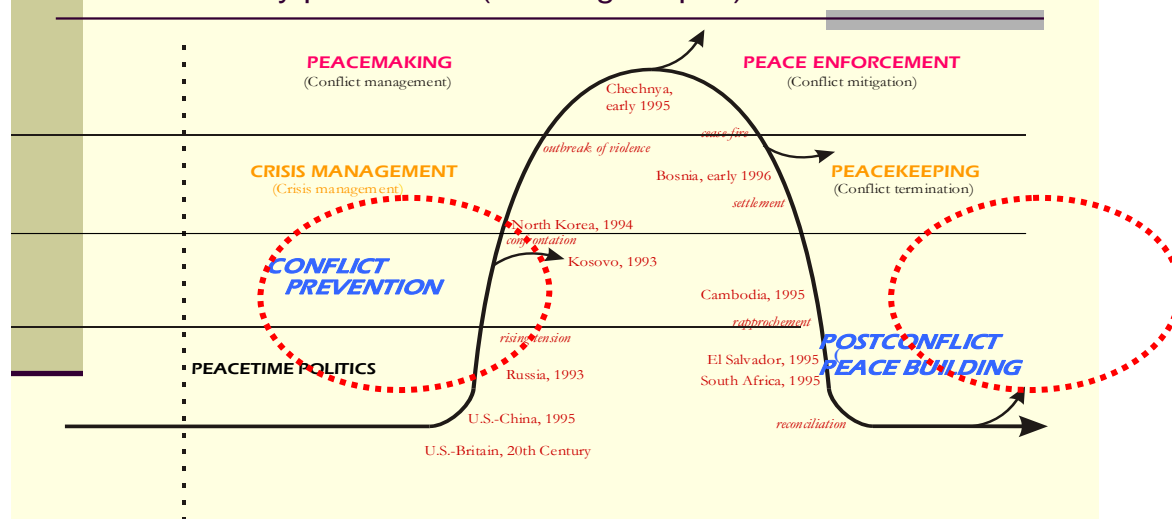 PEACEMAKING
(Conflict management)
PEACE ENFORCEMENT
(Conflict mitigation)
Chechnya,
early 1995
cease-fire
outbreak of violence
CRISIS MANAGEMENT
(Crisis management)
Bosnia, early 1996
PEACEKEEPING
(Conflict termination)
settlement
North Korea, 1994
confrontation
Kosovo, 1993
CONFLICT
PREVENTION
Cambodia, 1995
rapprochement
rising tension
POSTCONFLICT
PEACE BUILDING
PEACETIME POLITICS
El Salvador, 1995
Russia, 1993
South Africa, 1995
U.S.-China, 1995
reconciliation
U.S.-Britain, 20th Century